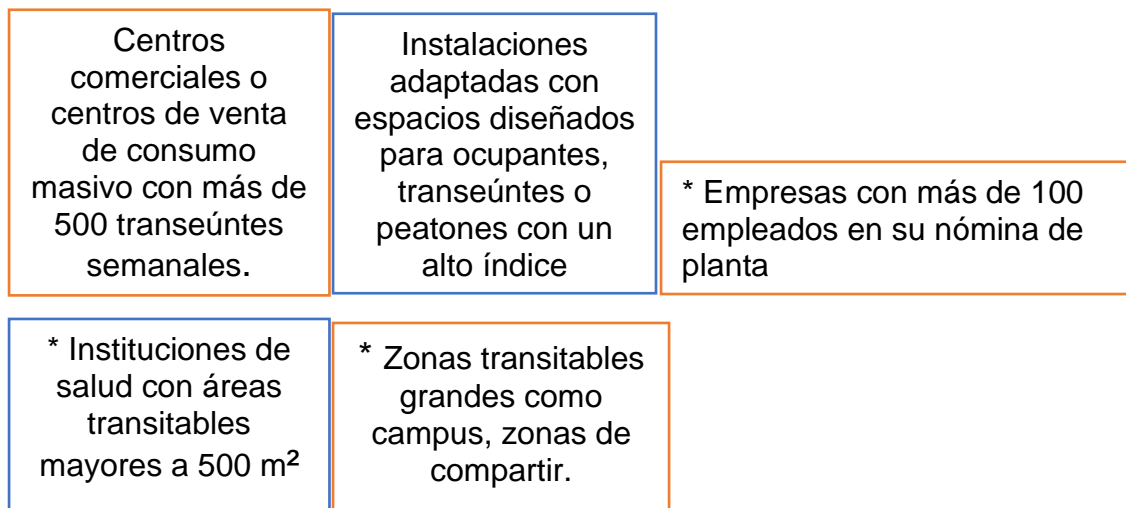 Centros
comerciales o
centros de venta
de consumo
masivo con más de
500 transeúntes
semanales.
Instalaciones
adaptadas con
espacios diseñados
para ocupantes,
transeúntes o
peatones con un
alto índice
* Empresas con más de 100
empleados en su nómina de
planta
* Instituciones de
salud con áreas
transitables
mayores a 500 m²
* Zonas transitables
grandes como
campus, zonas de
compartir.